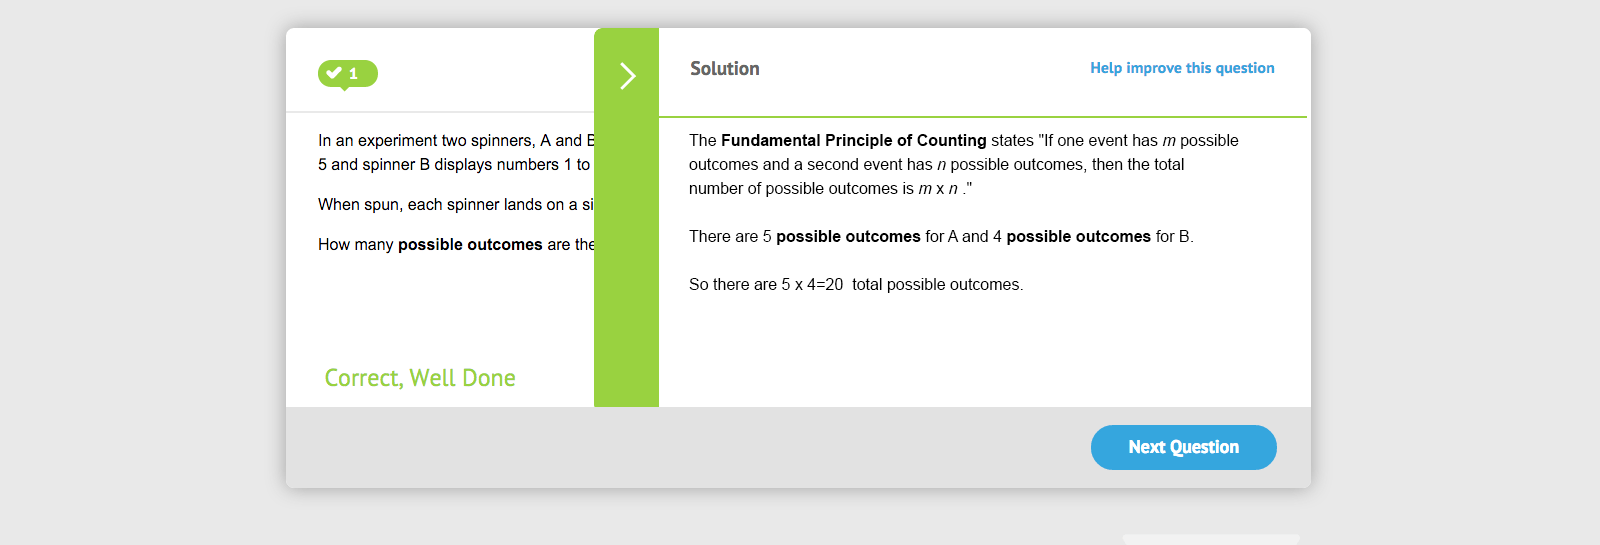 1
In an experiment two spinners, A and B
5 and spinner B displays numbers 1 to
When spun, each spinner lands on a si
How many possible outcomes are the
Correct, Well Done
Solution
Help improve this question
The Fundamental Principle of Counting states "If one event has m possible
outcomes and a second event has n possible outcomes, then the total
number of possible outcomes is m x n ."
There are 5 possible outcomes for A and 4 possible outcomes for B.
So there are 5 x 4=20  total possible outcomes.
Next Question